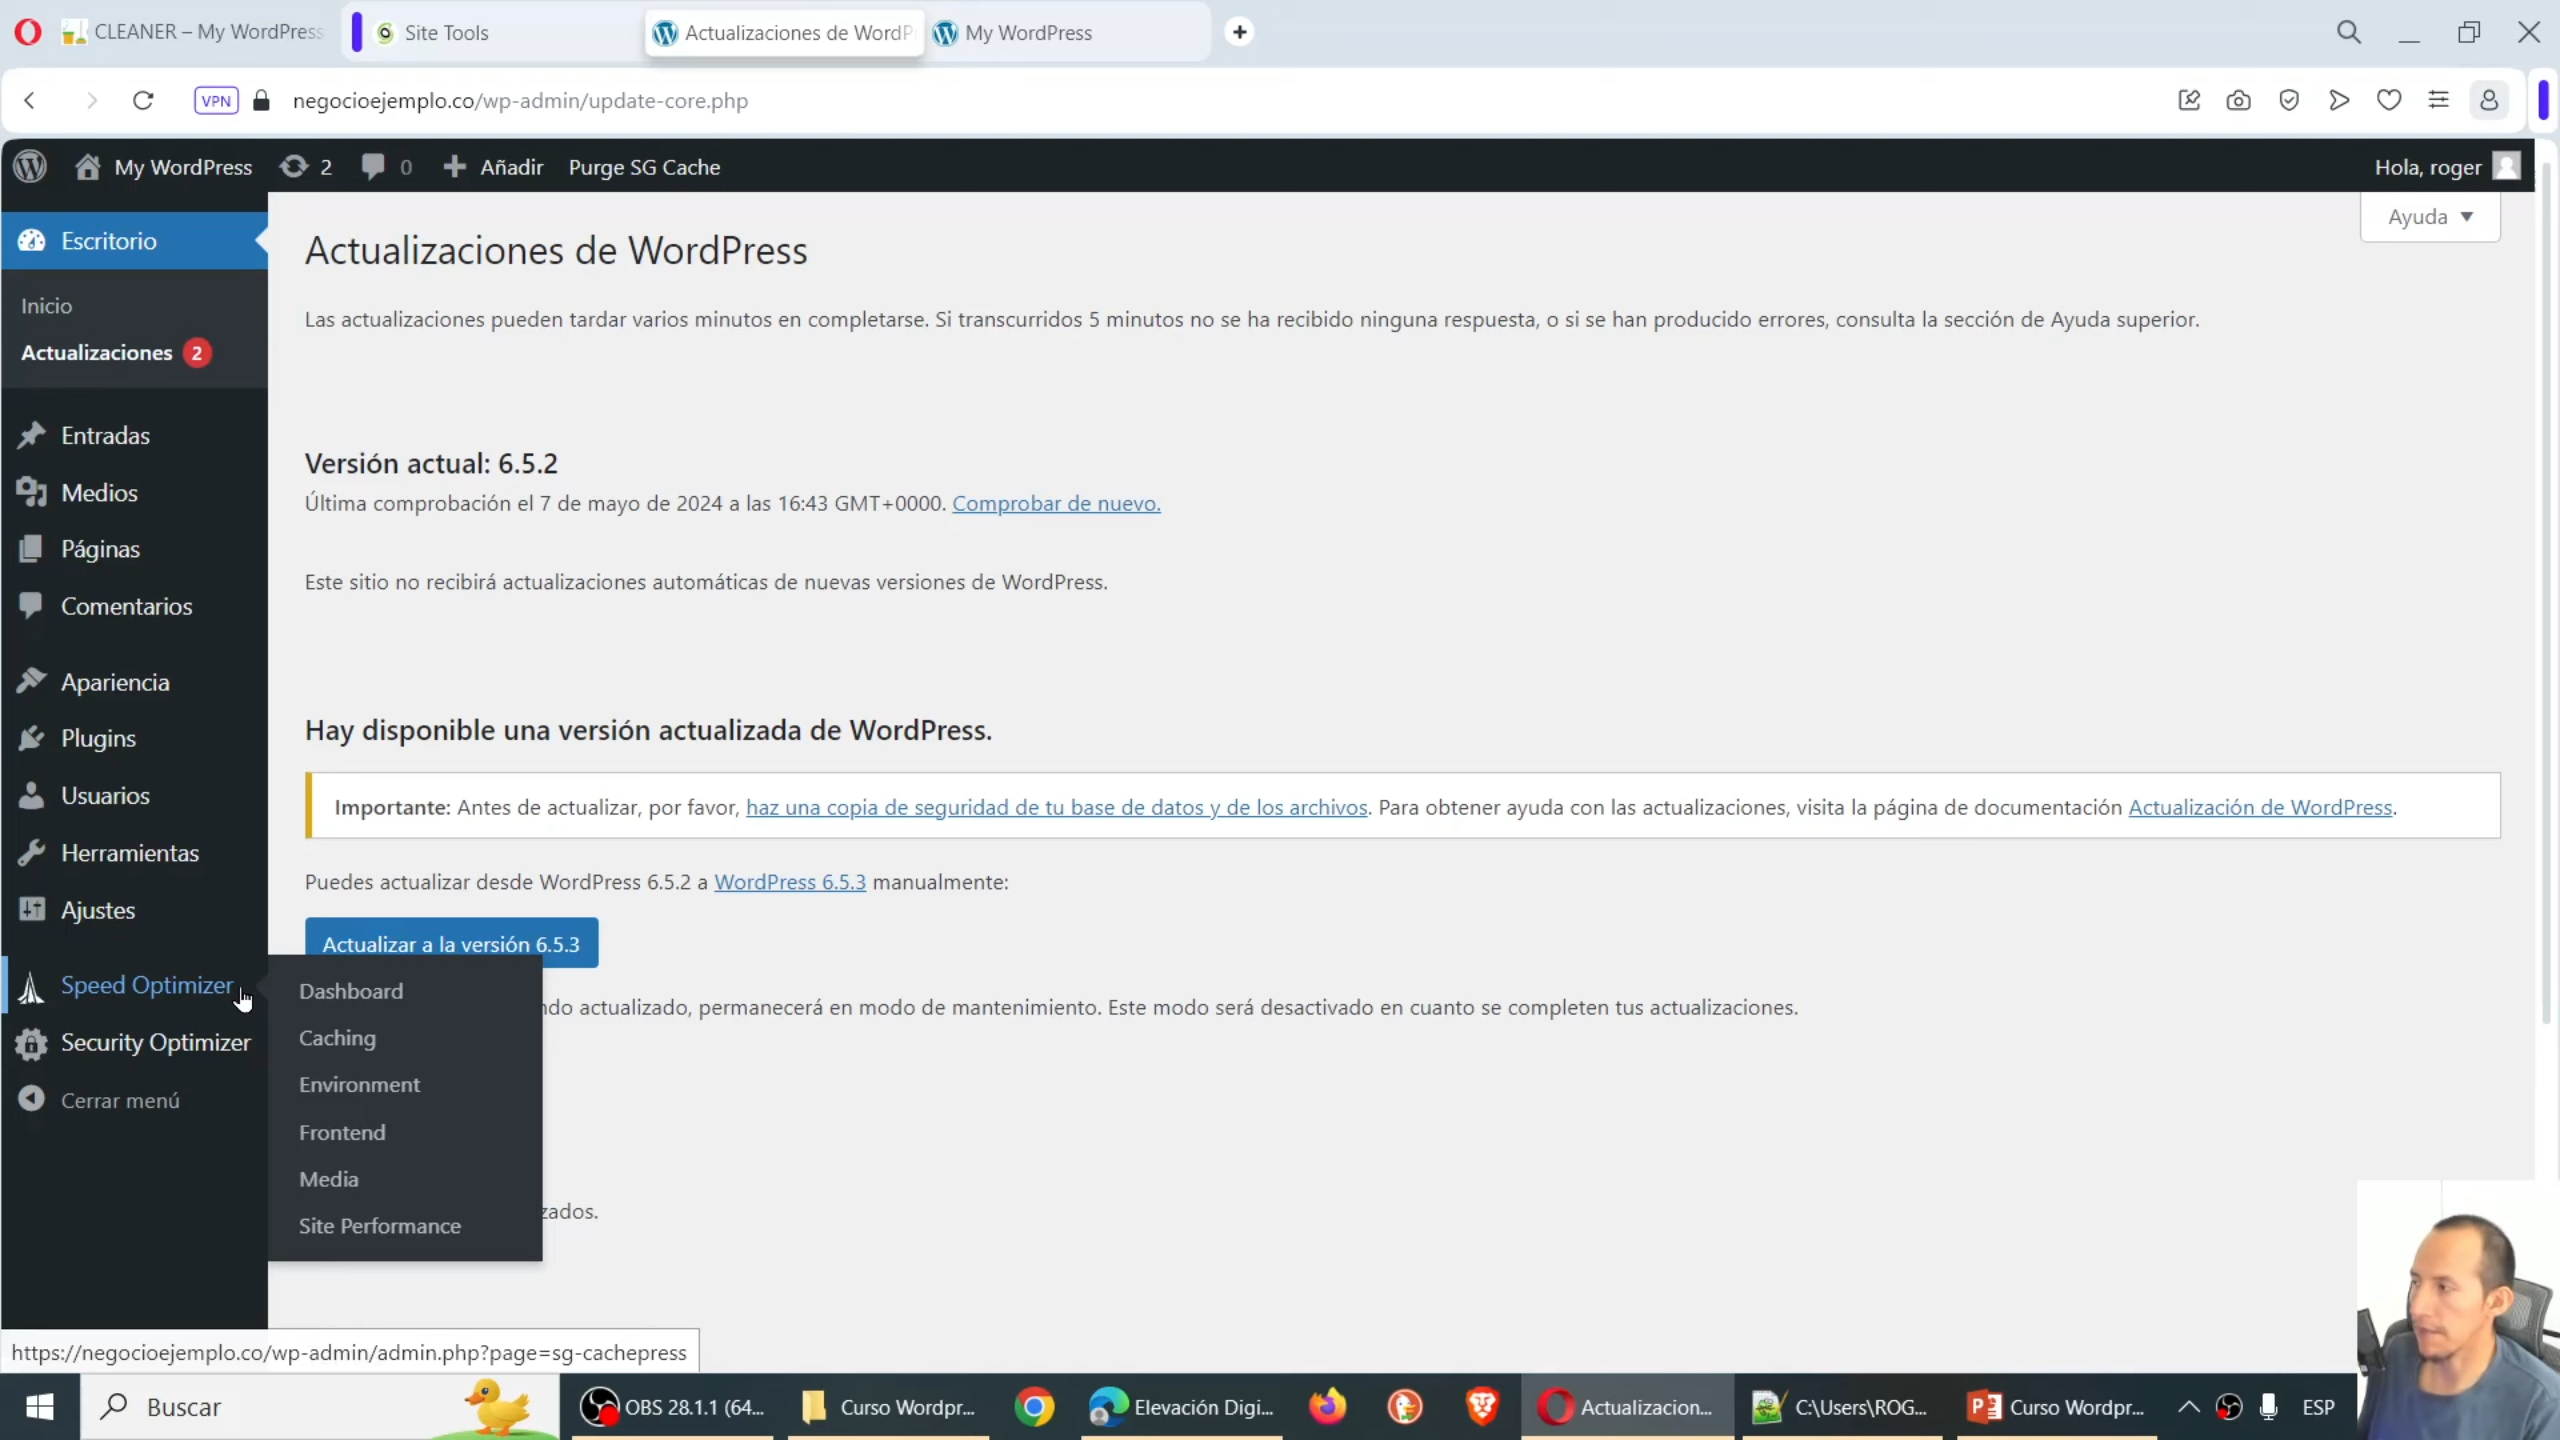 CLEANER – My WordPress
Site Tools
Actualizaciones de WordP
My WordPress
VPN
negocioejemplo.co/wp-admin/update-core.php
My WordPress
2
0
Añadir
Purge SG Cache
Hola, roger
Ayuda
Escritorio
Inicio
Actualizaciones 2
Entradas
Medios
Páginas
Comentarios
Apariencia
Plugins
Usuarios
Herramientas
Ajustes
Speed Optimizer
Security Optimizer
Cerrar menú
Dashboard
Caching
Environment
Frontend
Media
Site Performance
Actualizaciones de WordPress
Las actualizaciones pueden tardar varios minutos en completarse. Si transcurridos 5 minutos no se ha recibido ninguna respuesta, o si se han producido errores, consulta la sección de Ayuda superior.
Versión actual: 6.5.2
Última comprobación el 7 de mayo de 2024 a las 16:43 GMT+0000. Comprobar de nuevo.
Este sitio no recibirá actualizaciones automáticas de nuevas versiones de WordPress.
Hay disponible una versión actualizada de WordPress.
Importante: Antes de actualizar, por favor, haz una copia de seguridad de tu base de datos y de los archivos. Para obtener ayuda con las actualizaciones, visita la página de documentación Actualización de WordPress.
Puedes actualizar desde WordPress 6.5.2 a WordPress 6.5.3 manualmente:
Actualizar a la versión 6.5.3
ndo actualizado, permanecerá en modo de mantenimiento. Este modo será desactivado en cuanto se completen tus actualizaciones.
zados.
https://negocioejemplo.co/wp-admin/admin.php?page=sg-cachepress
Buscar
OBS 28.1.1 (64...
Curso Wordpr...
Elevación Digi...
Actualizacion...
C:\Users\ROG...
Curso Wordpr...
ESP